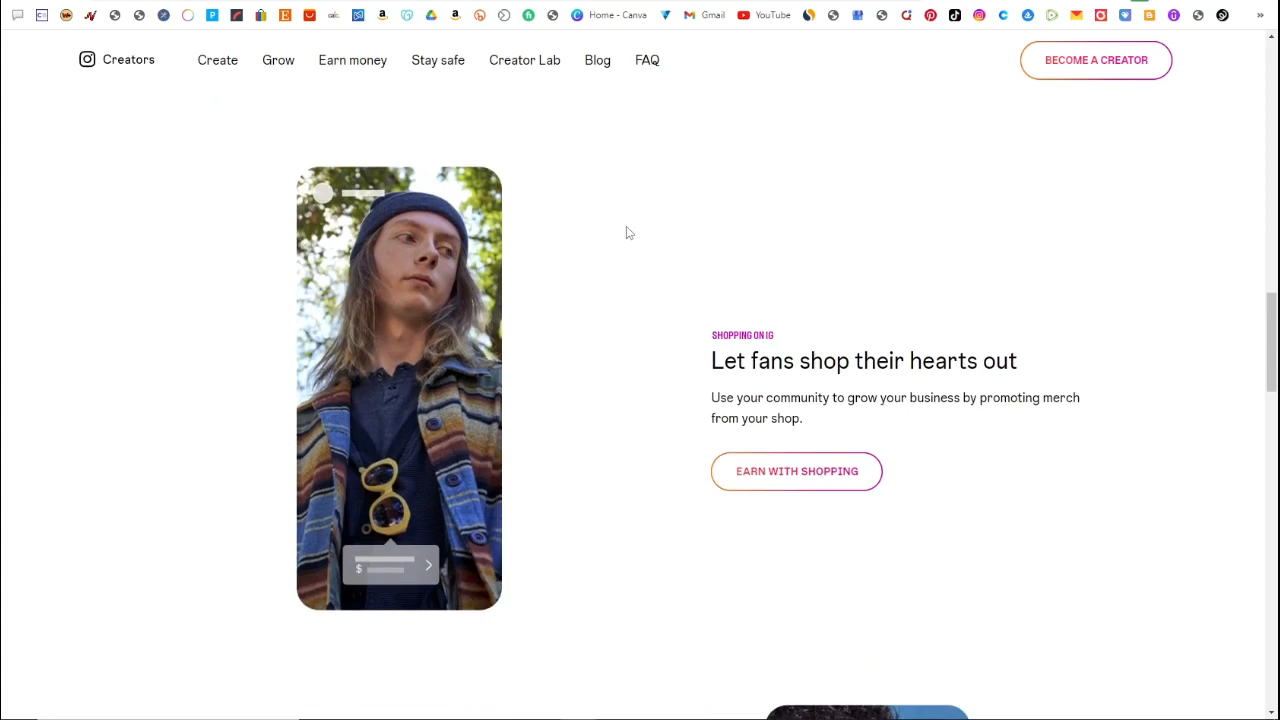 Home - Canva
Gmail
YouTube
»
Creators
Create
Grow
Earn money
Stay safe
Creator Lab
Blog
FAQ
BECOME A CREATOR
SHOPPING ON IG
Let fans shop their hearts out
Use your community to grow your business by promoting merch
from your shop.
EARN WITH SHOPPING
$